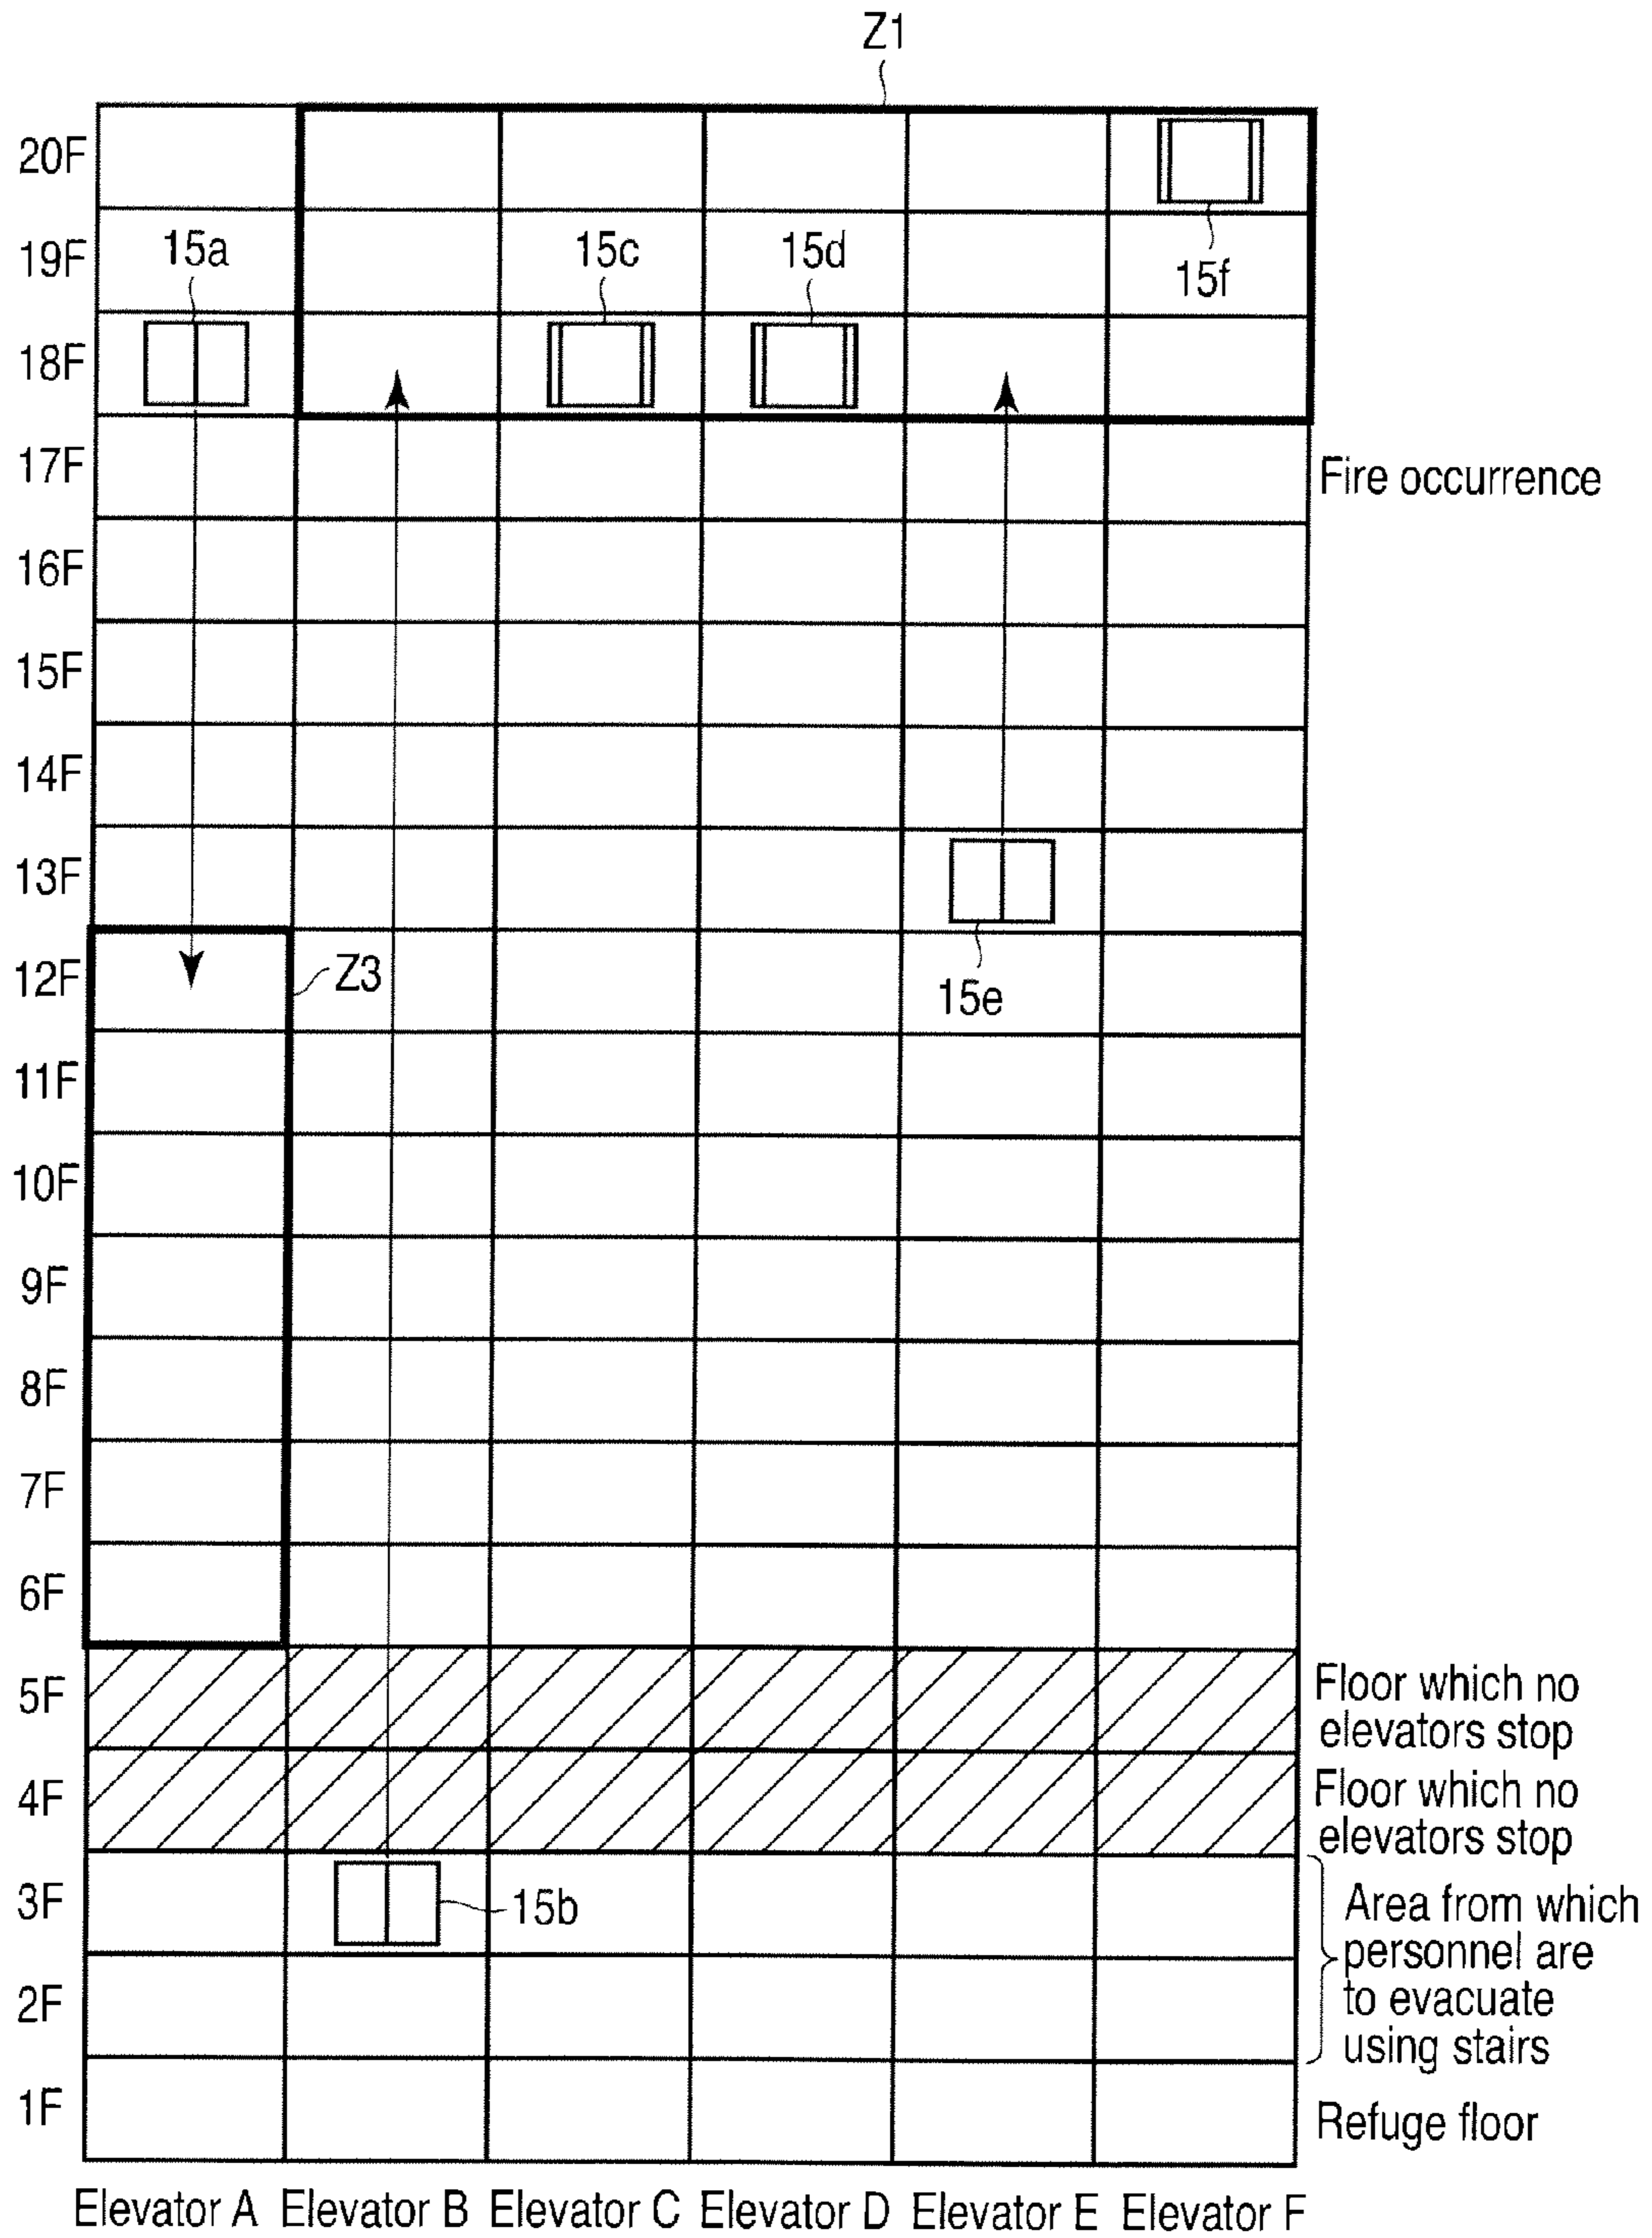 Z1
20F
19F 15a 15c 15d 15f
18F
17F Fire occurrence
16F
15F
14F
13F
12F Z3 15e
11F
10F
9F
8F
7F
6F
5F Floor which no
elevators stop
4F Floor which no
elevators stop
3F 15b Area from which
personnel are
2F to evacuate
using stairs
1F Refuge floor
Elevator A Elevator B Elevator C Elevator D Elevator E Elevator F